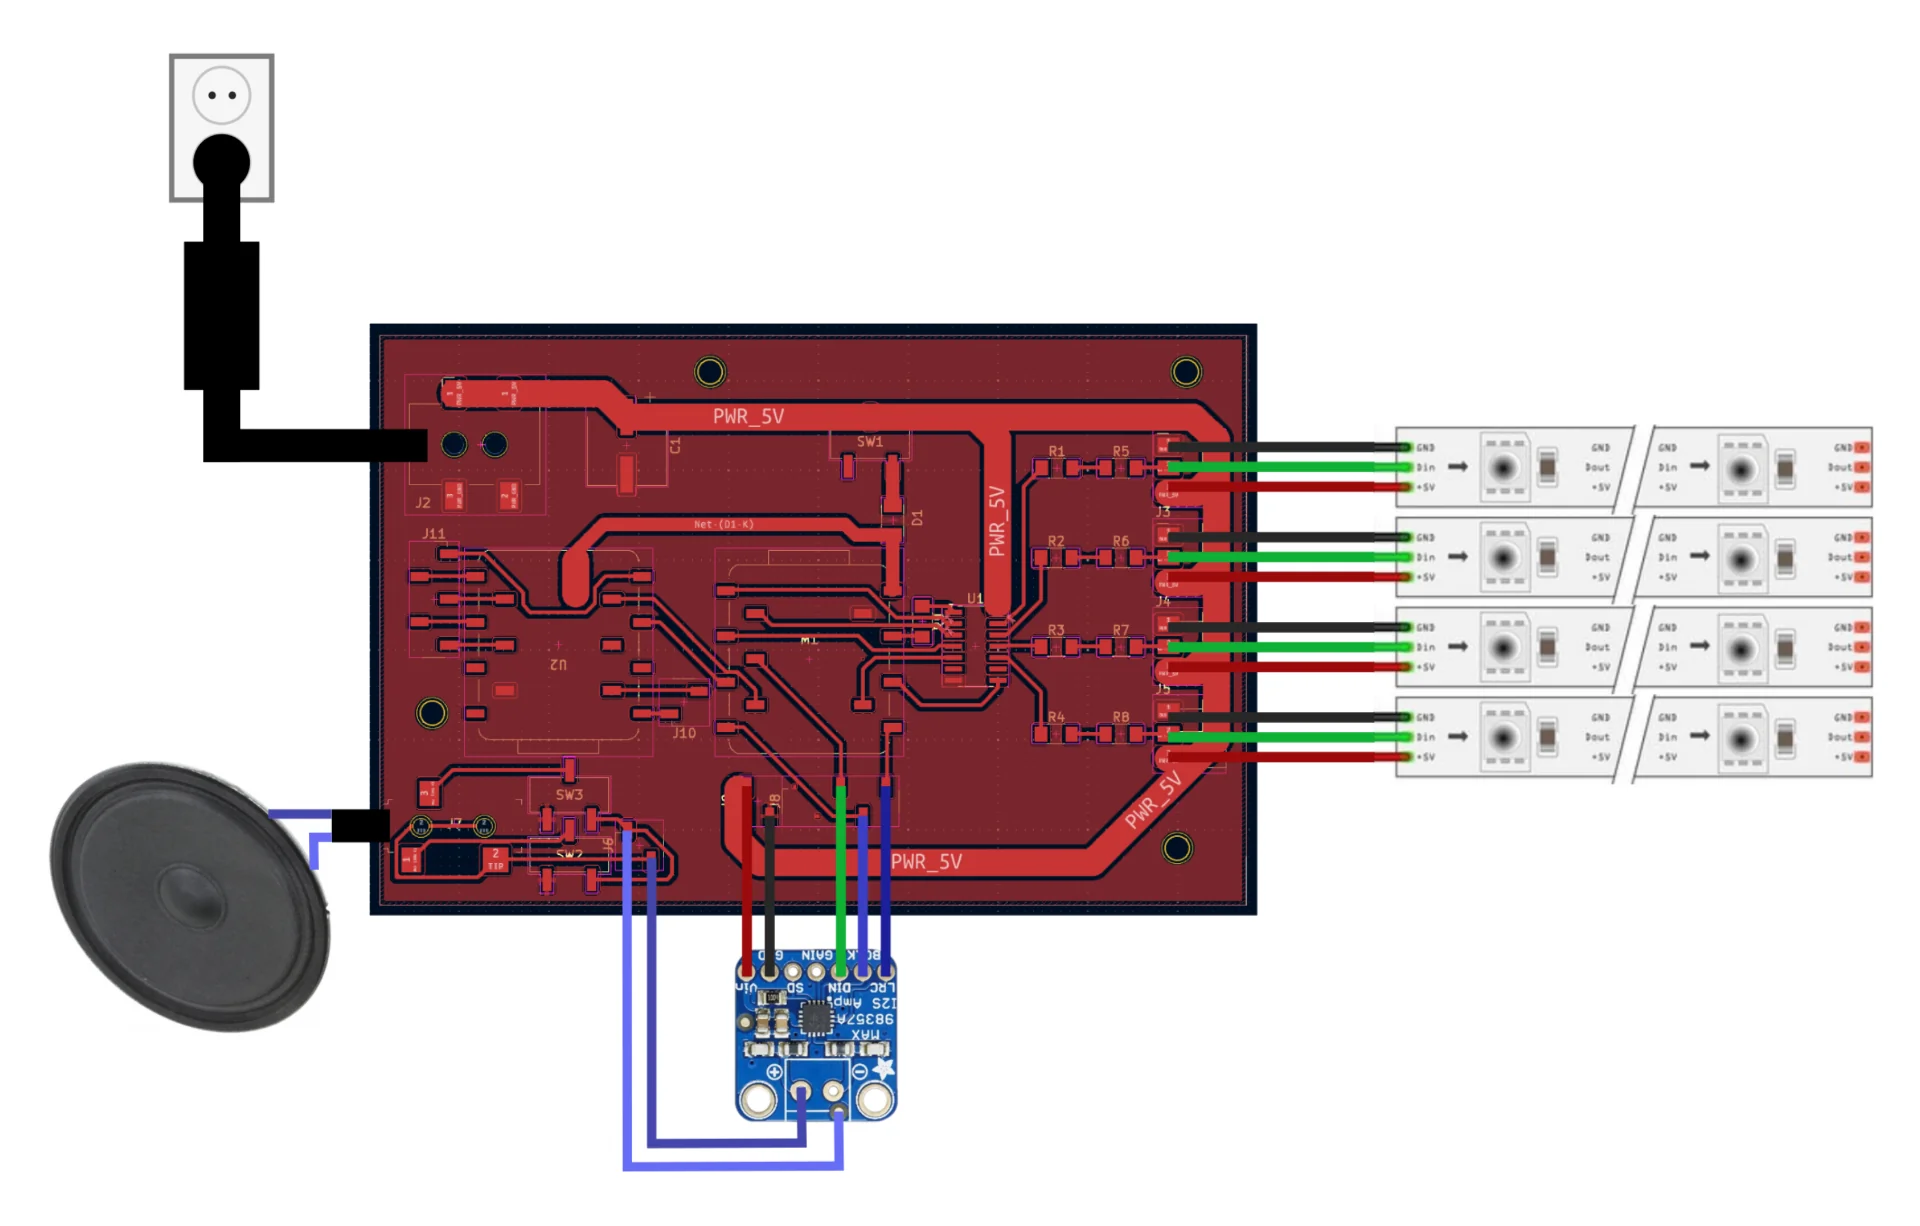 PWR_5V
SW1
C1
J2
J11
Net-(D1-K)
D1
PWR_5V
R1
R5
R2
R6
R3
R7
R4
R8
J3
J4
J5
U1
U2
J10
SW3
SW2
J6
J8
3
1
2
TIP
PWR_5V
PWR_5V
GND
Din
+5V
GND
Dout
+5V
GND
Din
+5V
GND
Dout
+5V
GND
Din
+5V
GND
Dout
+5V
GND
Din
+5V
GND
Dout
+5V
GND
Din
+5V
GND
Dout
+5V
GND
Din
+5V
GND
Dout
+5V
GND
Din
+5V
GND
Dout
+5V
GND
Din
+5V
GND
Dout
+5V
GAIN
Vin
SD
DIN
LRC
I2S Amp
98357A
MAX
+
−